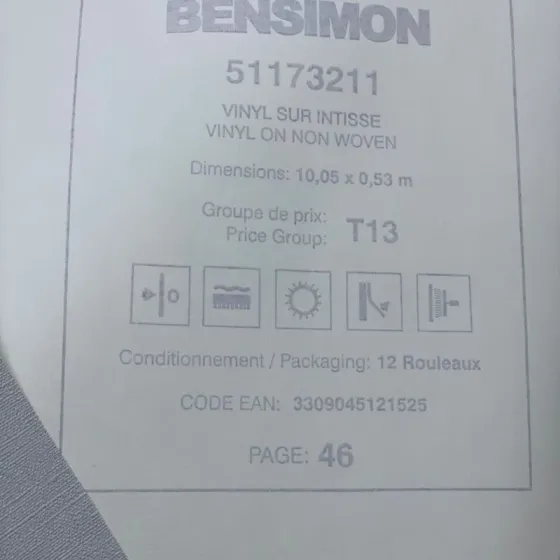 BENSIMON
51173211
VINYL SUR INTISSE
VINYL ON NON WOVEN
Dimensions: 10,05 x 0,53 m
Groupe de prix:
Price Group: T13
Conditionnement / Packaging: 12 Rouleaux
CODE EAN: 3309045121525
PAGE: 46